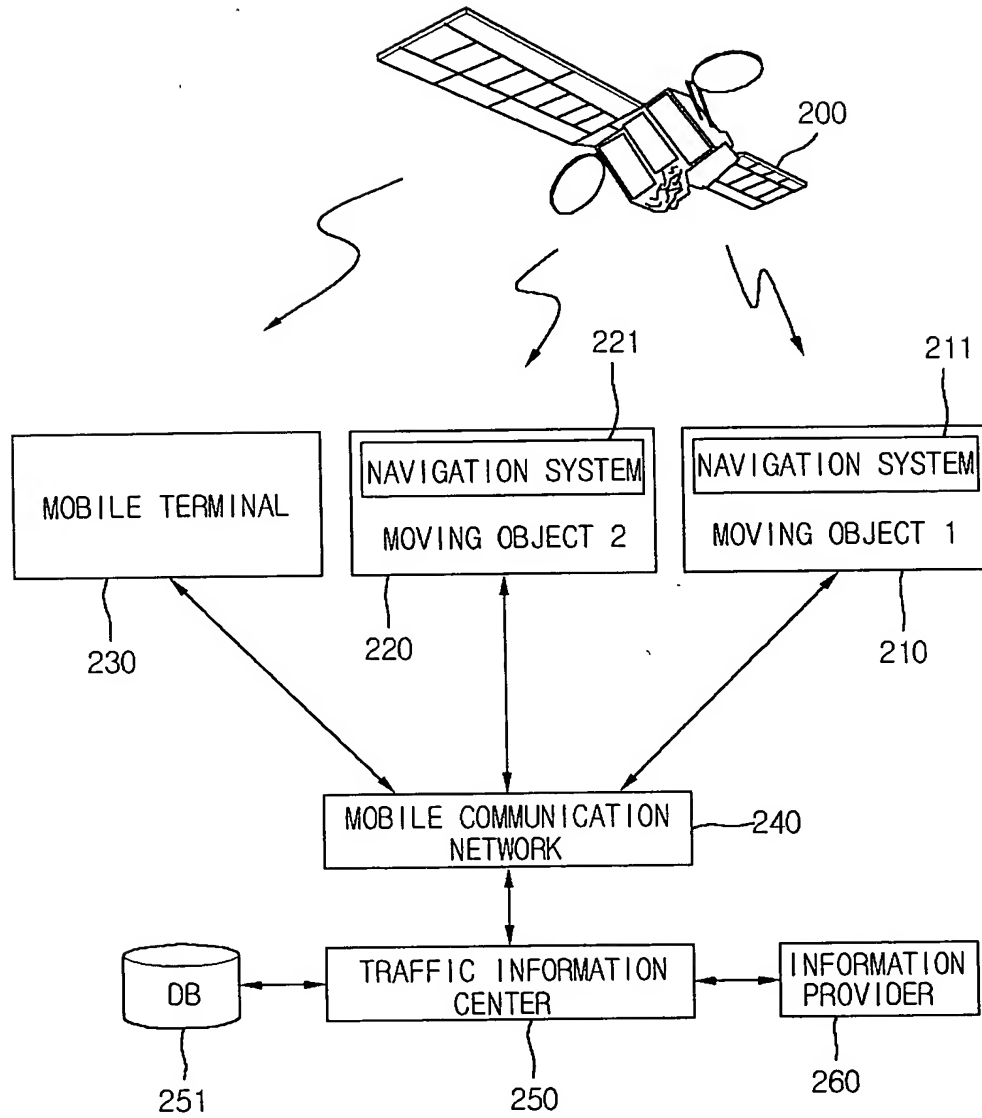 200
221
211
NAVIGATION SYSTEM
NAVIGATION SYSTEM
MOBILE TERMINAL
MOVING OBJECT 2
MOVING OBJECT 1
230
220
210
MOBILE COMMUNICATION
NETWORK
240
TRAFFIC INFORMATION
CENTER
INFORMATION
PROVIDER
DB
251
250
260